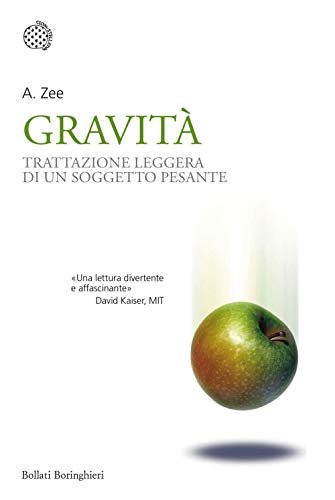 A. Zee
GRAVITÀ
TRATTAZIONE LEGGERA
DI UN SOGGETTO PESANTE
«Una lettura divertente
e affascinante»
David Kaiser, MIT
Bollati Boringhieri